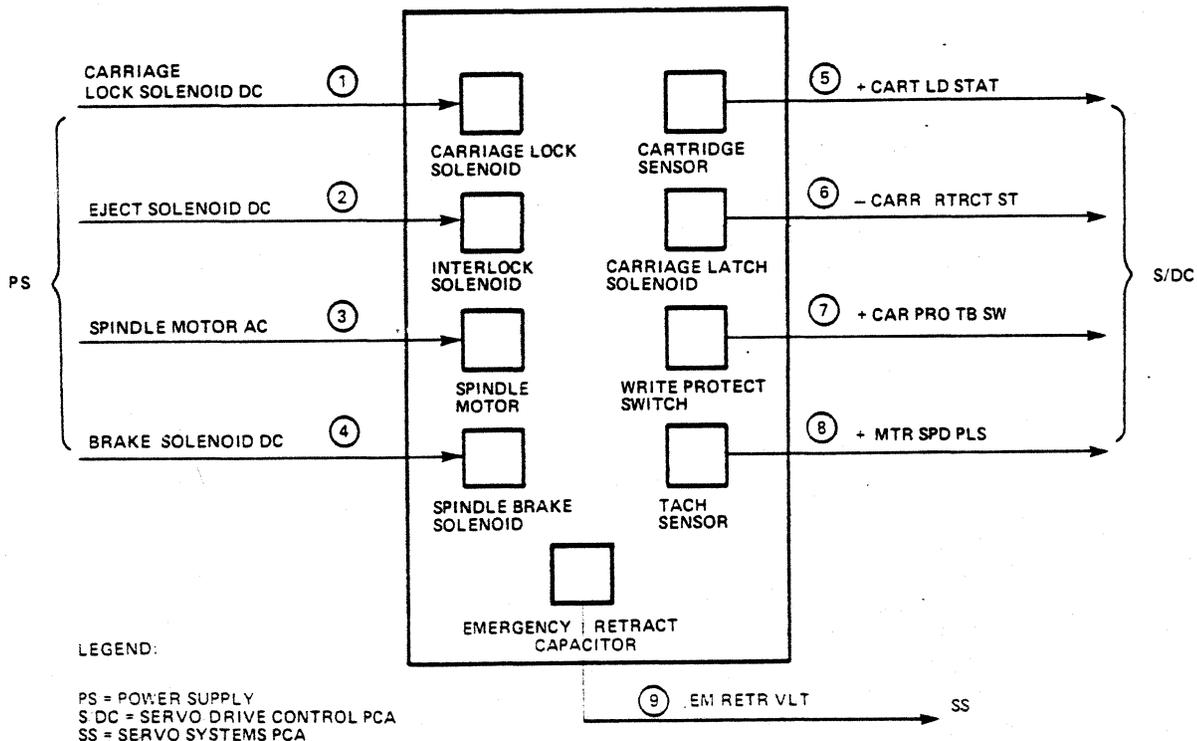 CARRIAGE
LOCK SOLENOID DC
1
CARRIAGE LOCK
SOLENOID
CARTRIDGE
SENSOR
5
+ CART LD STAT
EJECT SOLENOID DC
2
INTERLOCK
SOLENOID
CARRIAGE LATCH
SOLENOID
6
– CARR RTRCT ST
PS
S/DC
SPINDLE MOTOR AC
3
SPINDLE
MOTOR
WRITE PROTECT
SWITCH
7
+ CAR PRO TB SW
BRAKE SOLENOID DC
4
SPINDLE BRAKE
SOLENOID
TACH
SENSOR
8
+ MTR SPD PLS
EMERGENCY RETRACT
CAPACITOR
9
EM RETR VLT
SS
LEGEND:
PS = POWER SUPPLY
S DC = SERVO DRIVE CONTROL PCA
SS = SERVO SYSTEMS PCA